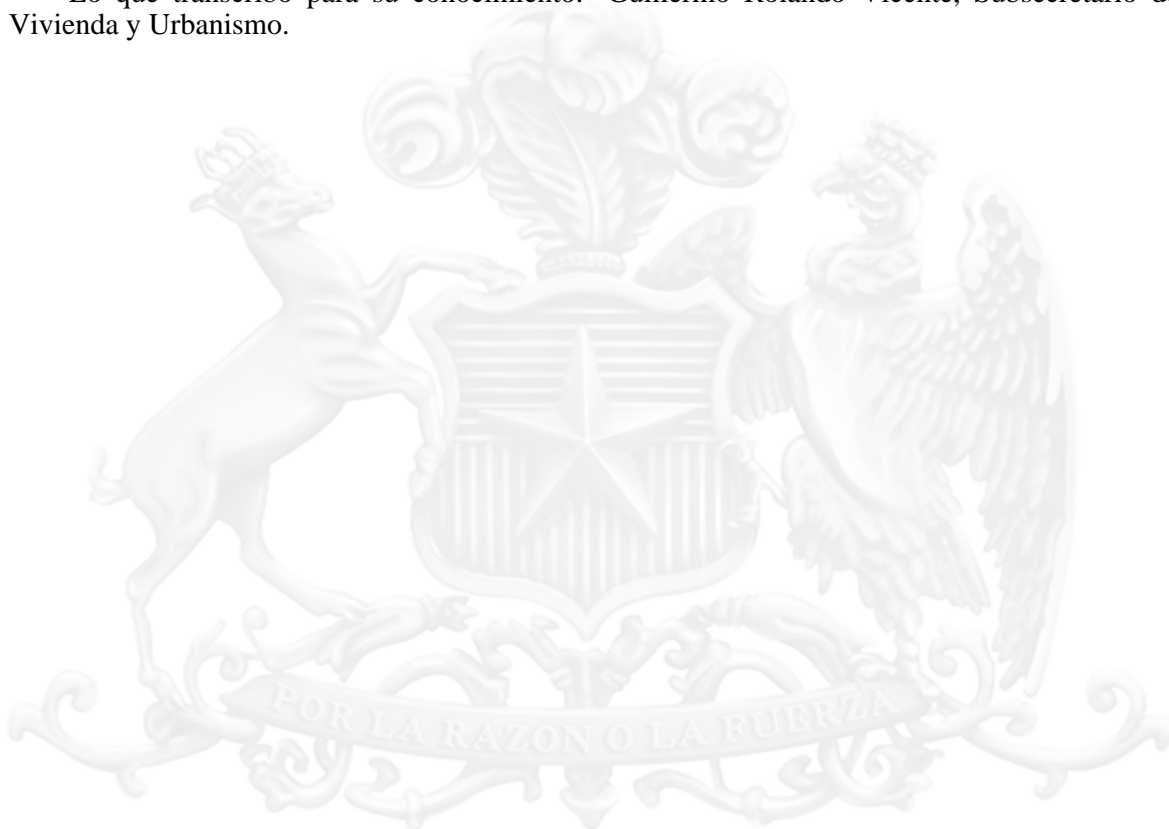 Lo que transcribo para su conocimiento.- Guillermo Rolando Vicente, Subsecretario de
Vivienda y Urbanismo.
POR LA RAZON O LA FUERZA